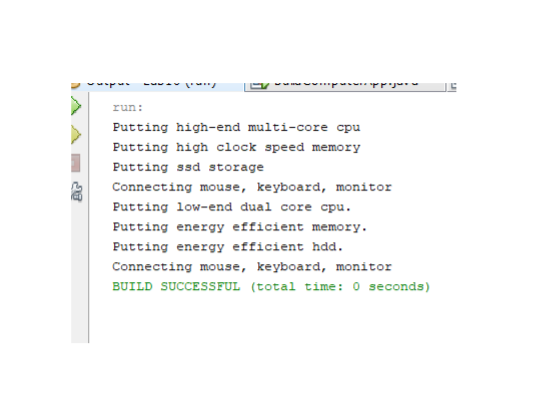 run:
Putting high-end multi-core cpu
Putting high clock speed memory
Putting ssd storage
Connecting mouse, keyboard, monitor
Putting low-end dual core cpu.
Putting energy efficient memory.
Putting energy efficient hdd.
Connecting mouse, keyboard, monitor
BUILD SUCCESSFUL (total time: 0 seconds)